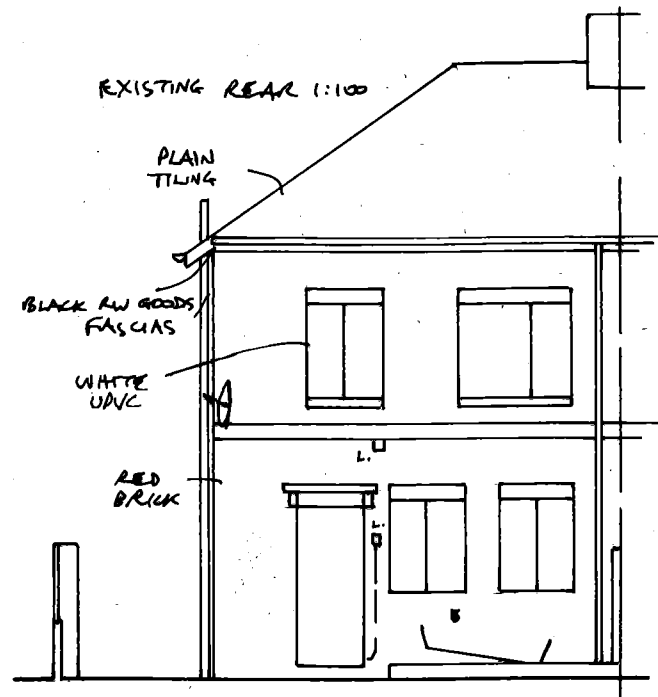 EXISTING REAR 1:100
PLAIN
TILING
BLACK RW GOODS
FASCIAS
WHITE
UPVC
L.
RED
BRICK
L.